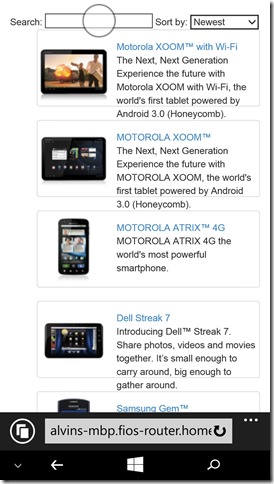 Search: Sort by: Newest
Motorola XOOM™ with Wi-Fi
The Next, Next Generation
Experience the future with
Motorola XOOM with Wi-Fi, the
world's first tablet powered by
Android 3.0 (Honeycomb).
MOTOROLA XOOM™
The Next, Next Generation
Experience the future with
MOTOROLA XOOM, the world's
first tablet powered by Android
3.0 (Honeycomb).
MOTOROLA ATRIX™ 4G
MOTOROLA ATRIX 4G the
world's most powerful
smartphone.
Dell Streak 7
Introducing Dell™ Streak 7.
Share photos, videos and movies
together. It's small enough to
carry around, big enough to
gather around.
Samsung Gem™
alvins-mbp.fios-router.home